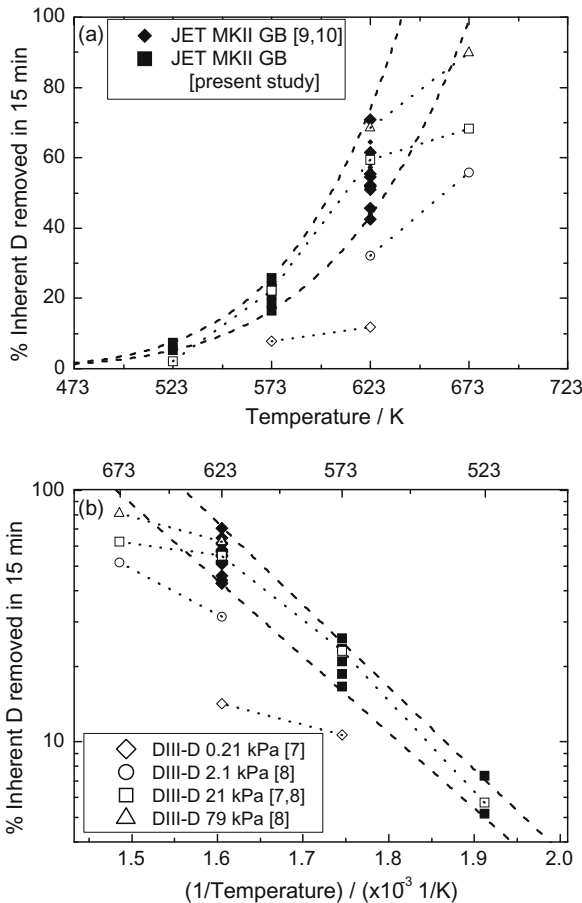 (a)
JET MKII GB [9,10]
JET MKII GB
[present study]
% Inherent D removed in 15 min
100
80
60
40
20
0
473 523 573 623 673 723
Temperature / K
673 623 573 523
(b)
% Inherent D removed in 15 min
100
10
DIII-D 0.21 kPa [7]
DIII-D 2.1 kPa [8]
DIII-D 21 kPa [7,8]
DIII-D 79 kPa [8]
1.5 1.6 1.7 1.8 1.9 2.0
(1/Temperature) / (x10⁻³ 1/K)